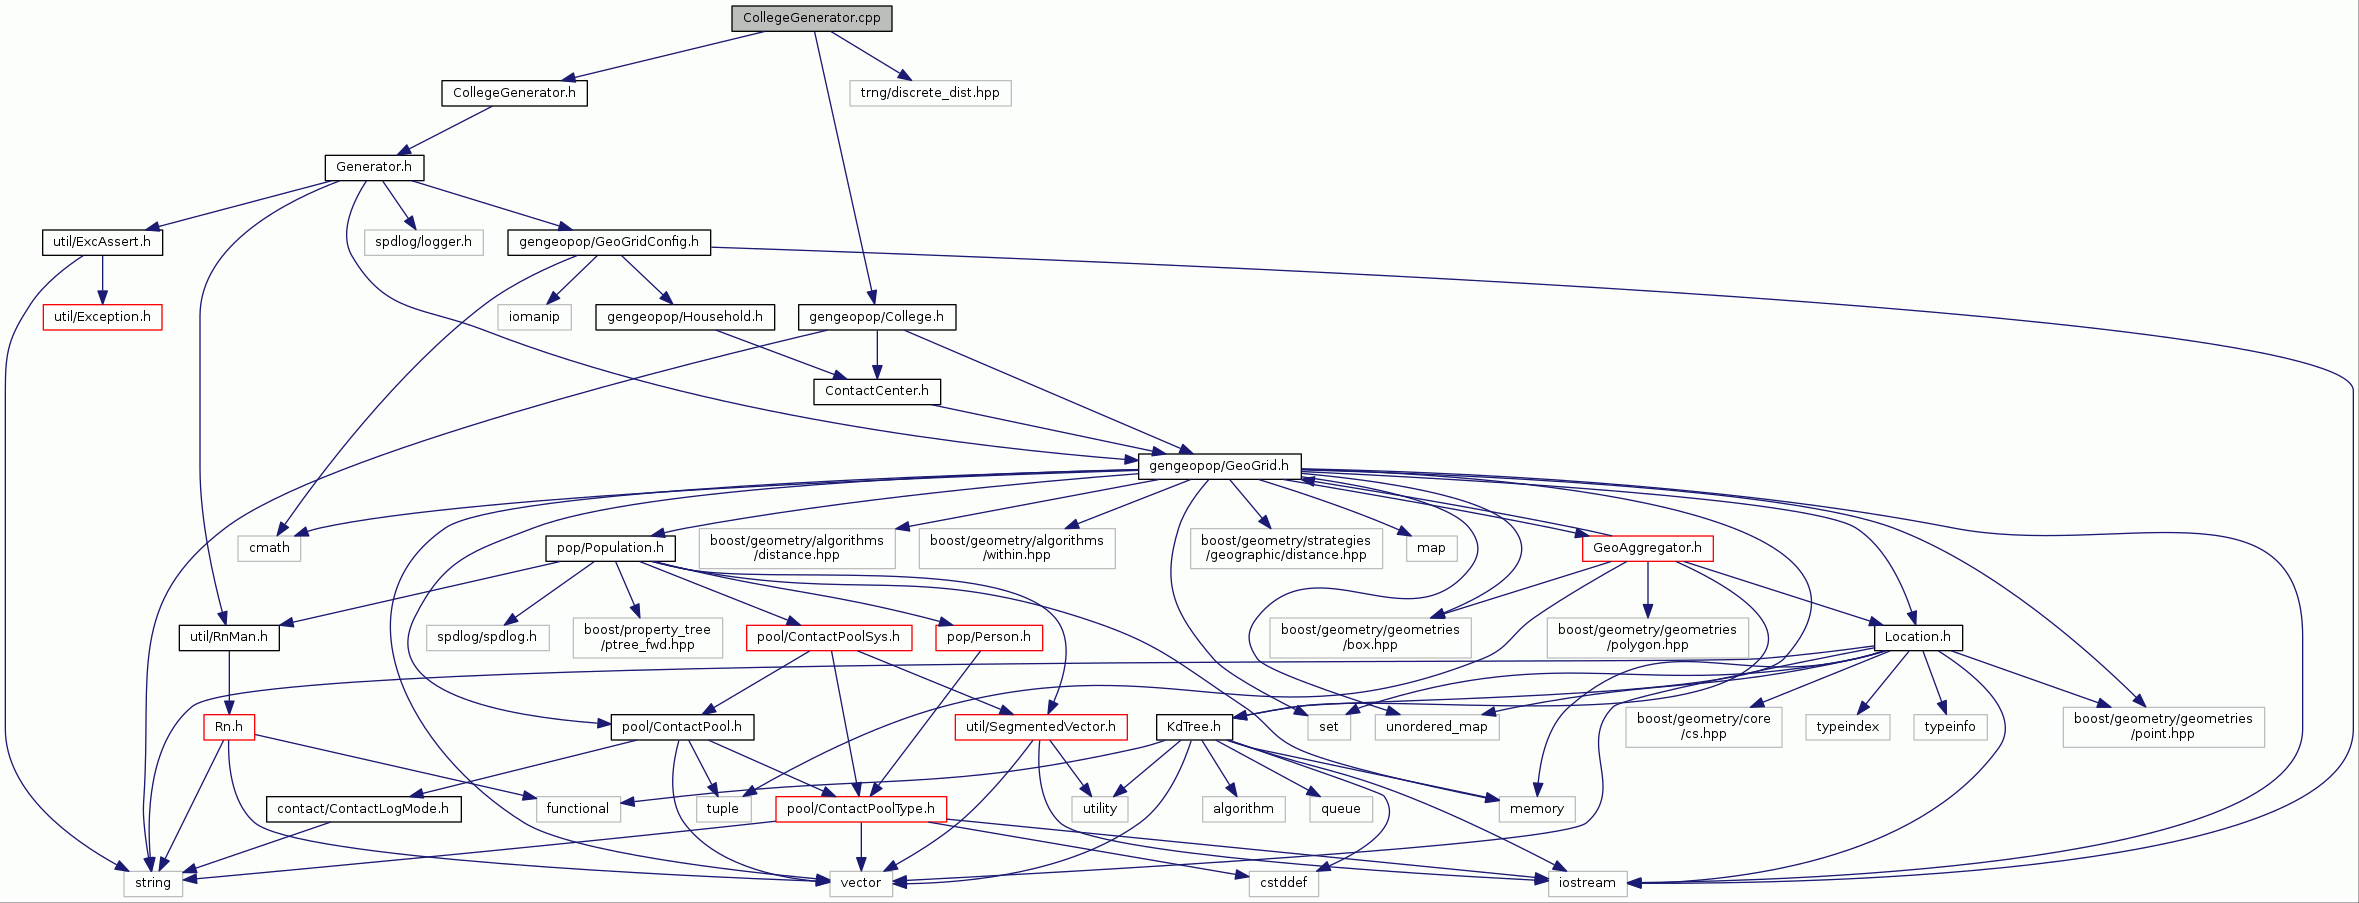 CollegeGenerator.cpp
CollegeGenerator.h
trng/discrete_dist.hpp
Generator.h
util/ExcAssert.h
spdlog/logger.h
gengeopop/GeoGridConfig.h
util/Exception.h
iomanip
gengeopop/Household.h
gengeopop/College.h
ContactCenter.h
gengeopop/GeoGrid.h
cmath
pop/Population.h
boost/geometry/algorithms
/distance.hpp
boost/geometry/algorithms
/within.hpp
boost/geometry/strategies
/geographic/distance.hpp
map
GeoAggregator.h
util/RnMan.h
spdlog/spdlog.h
boost/property_tree
/ptree_fwd.hpp
pool/ContactPoolSys.h
pop/Person.h
boost/geometry/geometries
/box.hpp
boost/geometry/geometries
/polygon.hpp
Location.h
Rn.h
pool/ContactPool.h
util/SegmentedVector.h
KdTree.h
set
unordered_map
boost/geometry/core
/cs.hpp
typeindex
typeinfo
boost/geometry/geometries
/point.hpp
contact/ContactLogMode.h
functional
tuple
pool/ContactPoolType.h
utility
algorithm
queue
memory
string
vector
cstddef
iostream